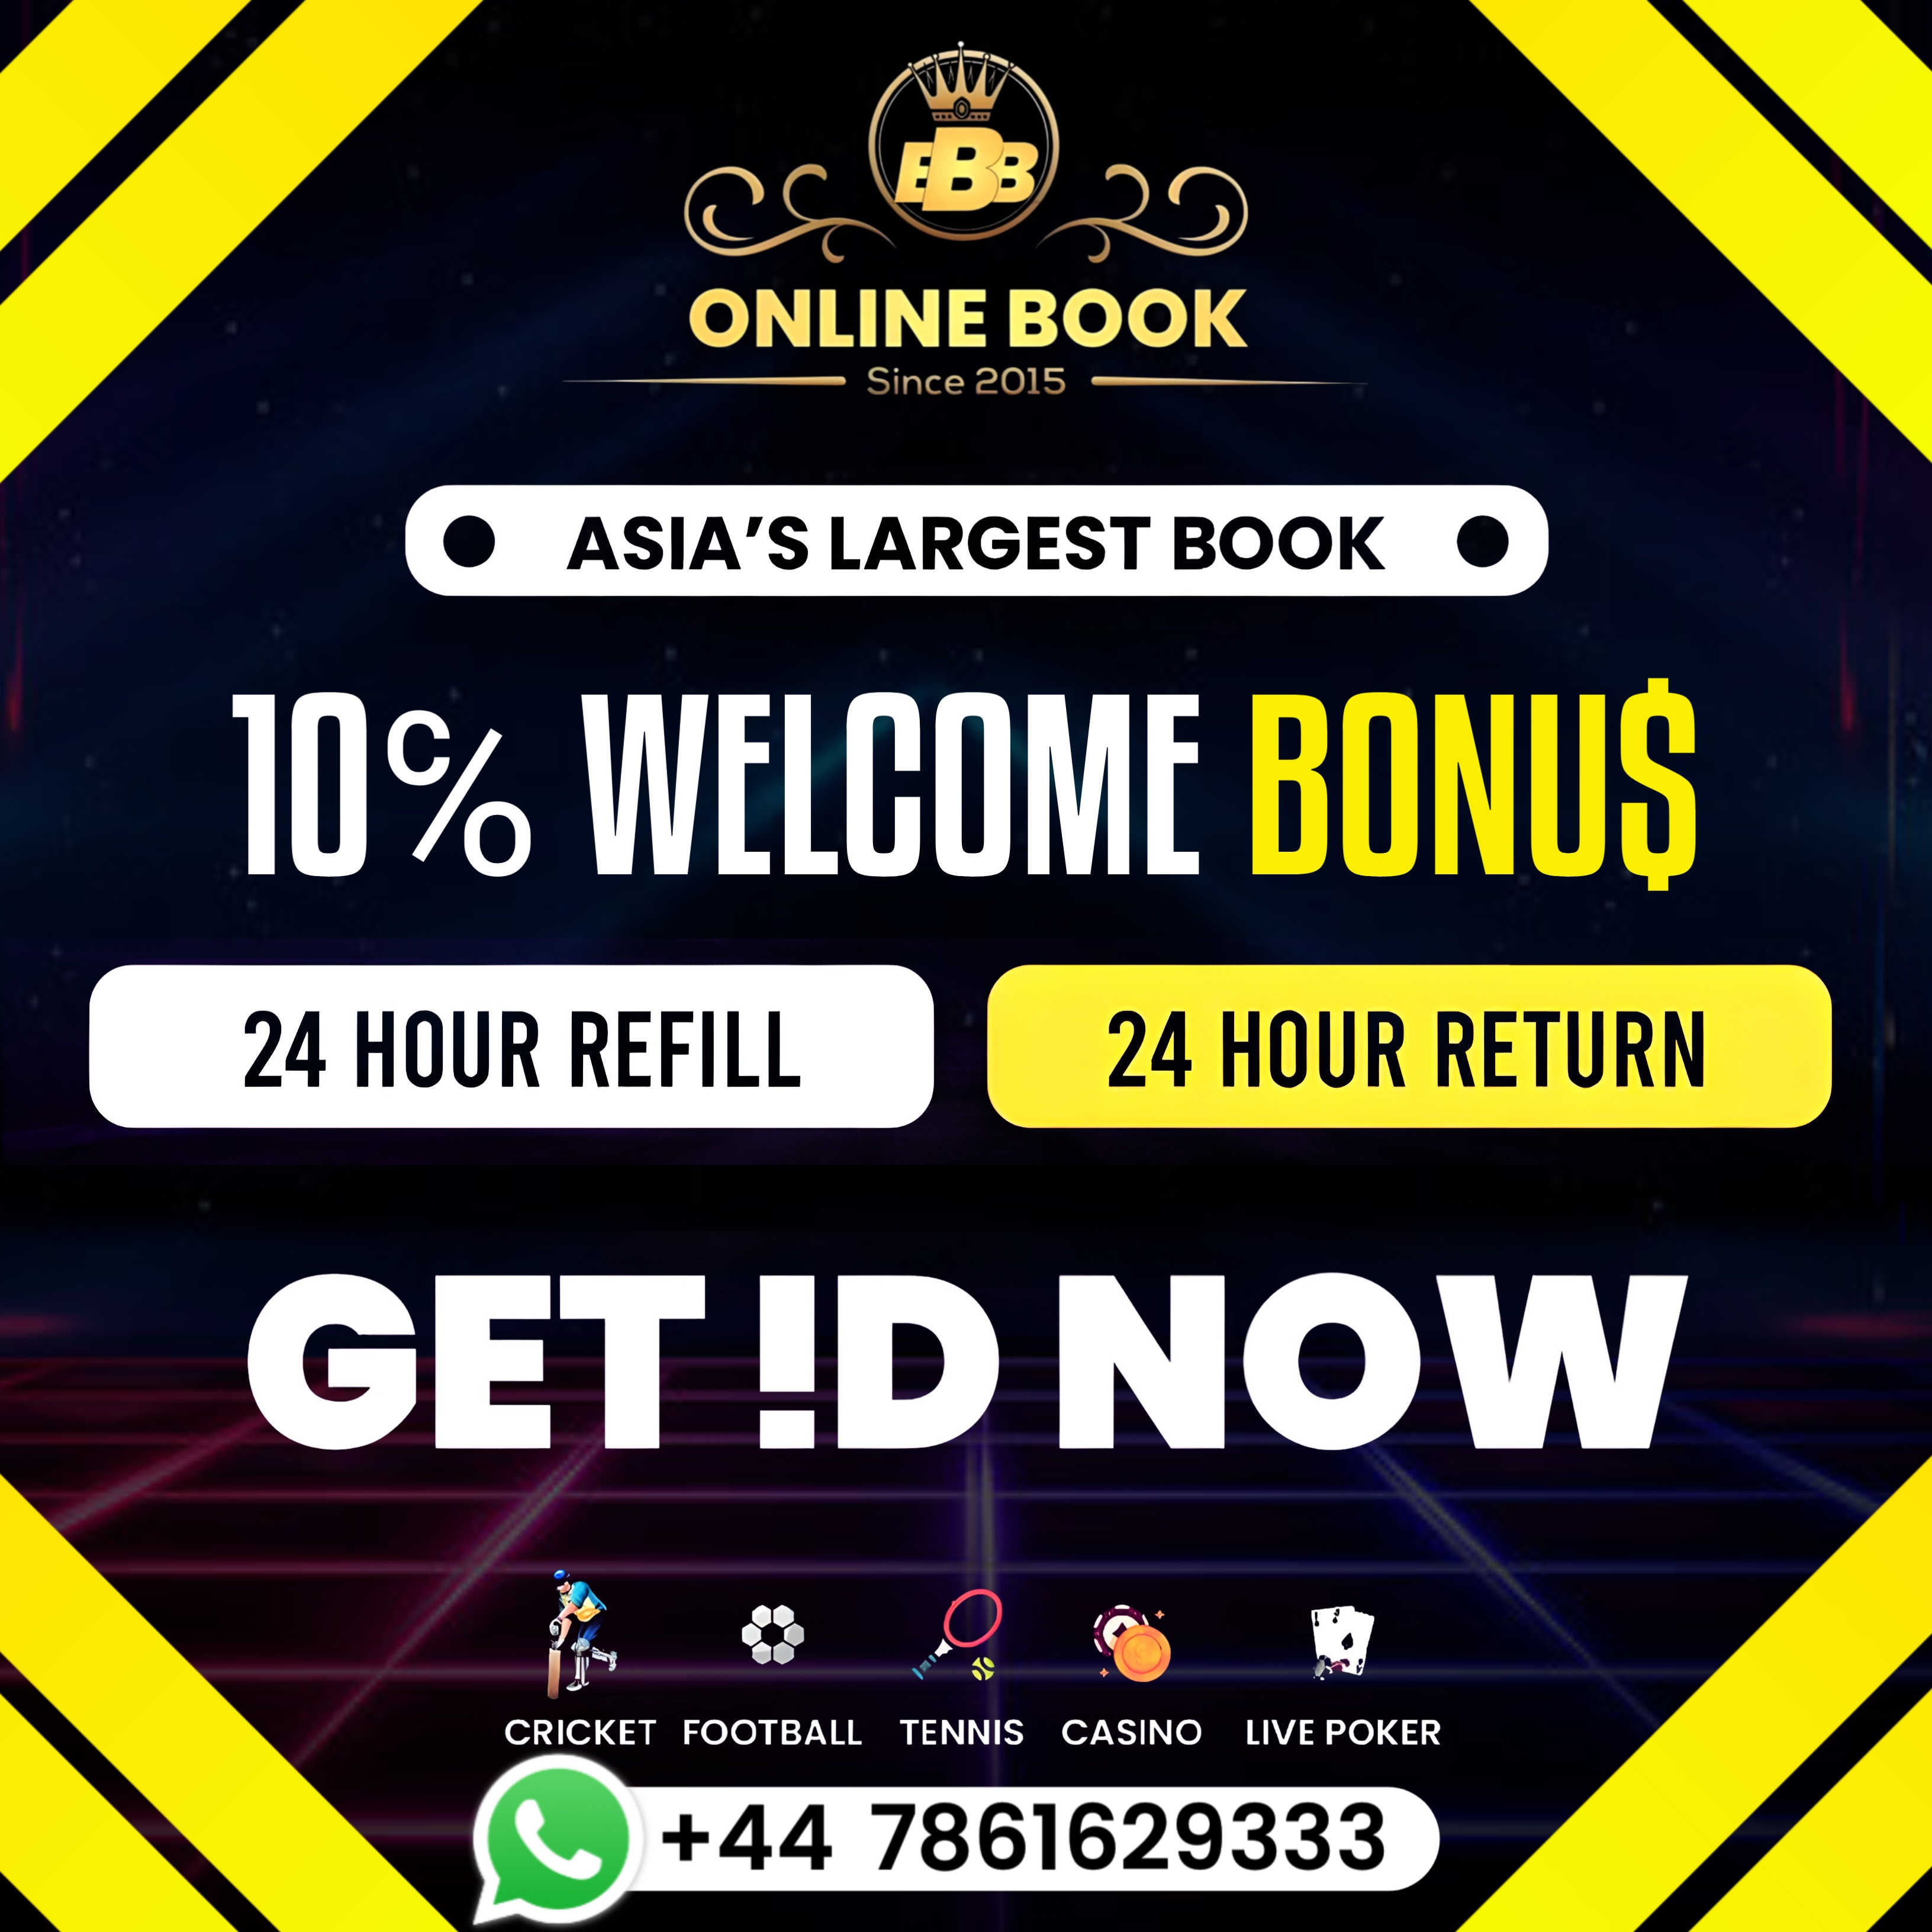 BBB
ONLINE BOOK
Since 2015
ASIA’S LARGEST BOOK
10% WELCOME BONU$
24 HOUR REFILL
24 HOUR RETURN
GET !D NOW
CRICKET FOOTBALL TENNIS CASINO LIVE POKER
+44 7861629333